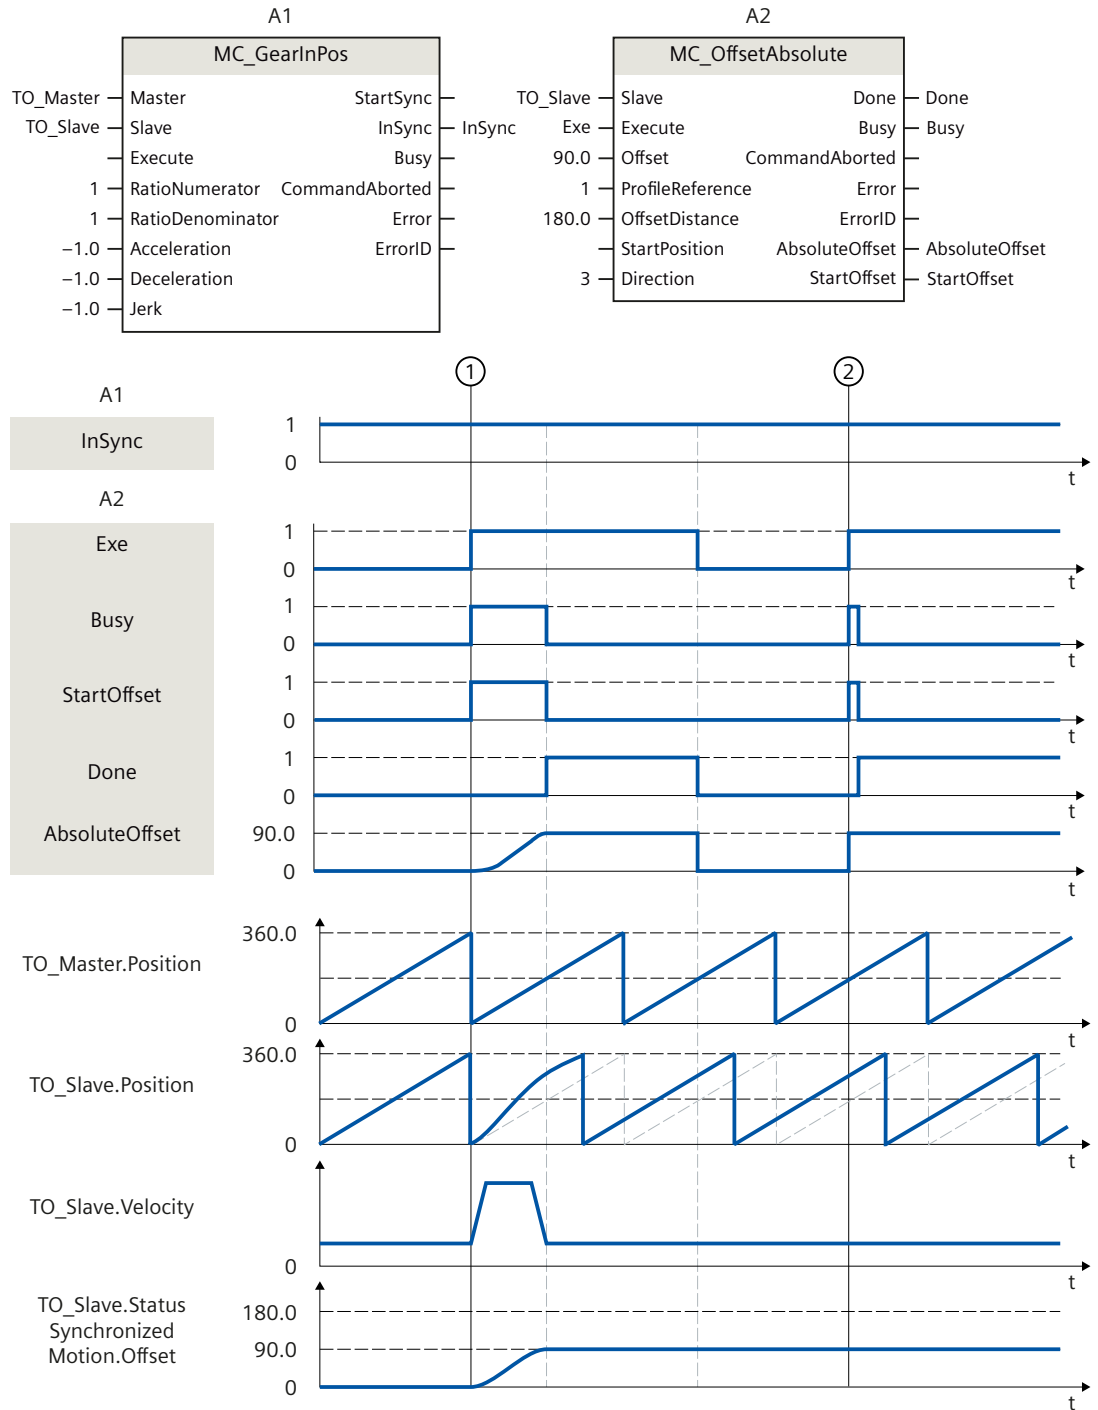 A1
MC_GearInPos
TO_Master Master StartSync
TO_Slave Slave InSync InSync
Execute Busy
1 RatioNumerator CommandAborted
1 RatioDenominator Error
−1.0 Acceleration ErrorID
−1.0 Deceleration
−1.0 Jerk
A2
MC_OffsetAbsolute
TO_Slave Slave Done Done
Exe Execute Busy Busy
90.0 Offset CommandAborted
1 ProfileReference Error
180.0 OffsetDistance ErrorID
StartPosition AbsoluteOffset AbsoluteOffset
3 Direction StartOffset StartOffset
1 2
A1
InSync
1
0
t
A2
Exe
1
0
t
Busy
1
0
t
StartOffset
1
0
t
Done
1
0
t
AbsoluteOffset
90.0
0
t
TO_Master.Position
360.0
0
t
TO_Slave.Position
360.0
0
t
TO_Slave.Velocity
0
t
TO_Slave.Status
Synchronized
Motion.Offset
180.0
90.0
0
t